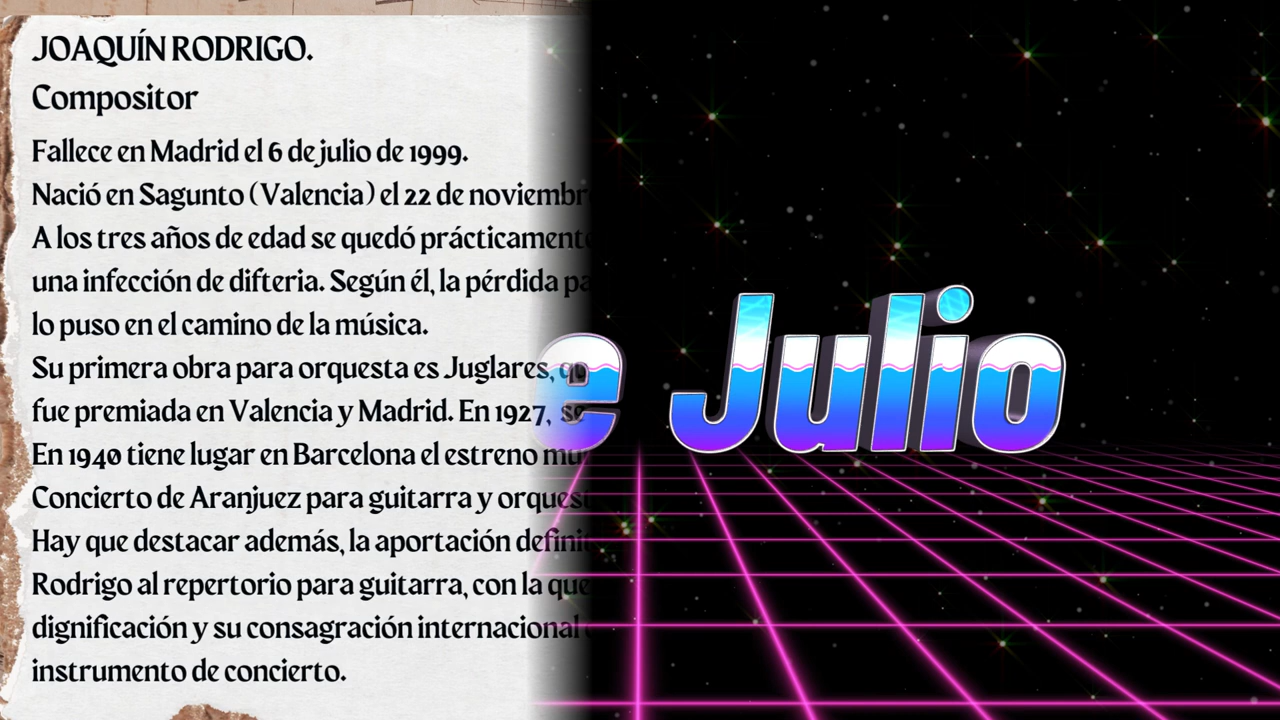 JOAQUÍN RODRIGO.
Compositor
Fallece en Madrid el 6 de julio de 1999.
Nació en Sagunto (Valencia) el 22 de noviembre
A los tres años de edad se quedó prácticamente
una infección de difteria. Según él, la pérdida
lo puso en el camino de la música.
Su primera obra para orquesta es Juglares,
fue premiada en Valencia y Madrid. En 1927, se
En 1940 tiene lugar en Barcelona el estreno
Concierto de Aranjuez para guitarra y
Hay que destacar además, la aportación
Rodrigo al repertorio para guitarra, con la que
dignificación y su consagración internacional
instrumento de concierto.
e Julio